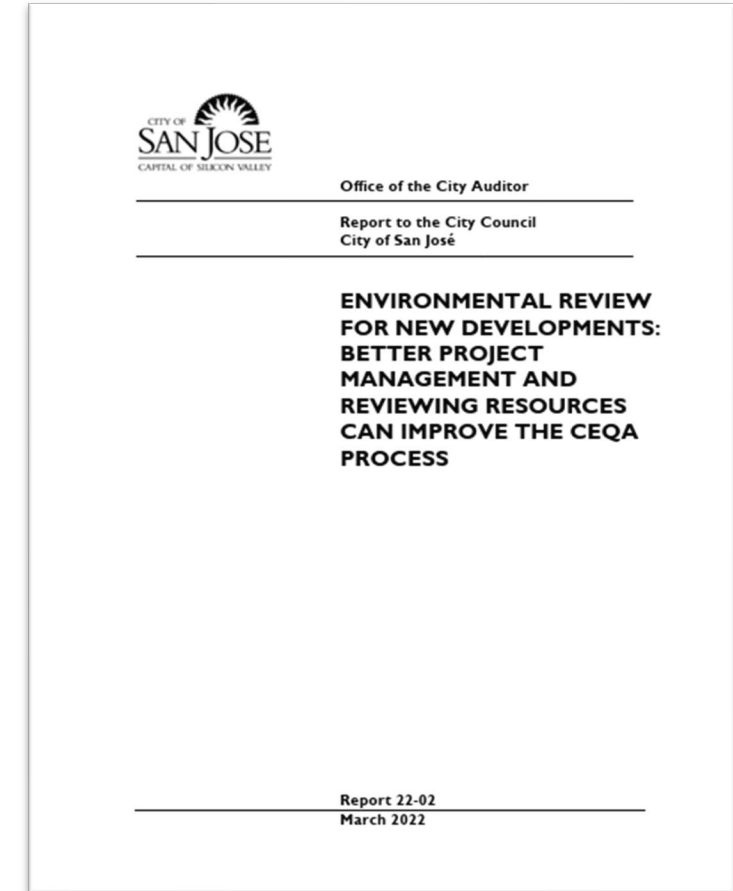 CITY OF
SAN JOSE
CAPITAL OF SILICON VALLEY
Office of the City Auditor
Report to the City Council
City of San José
ENVIRONMENTAL REVIEW
FOR NEW DEVELOPMENTS:
BETTER PROJECT
MANAGEMENT AND
REVIEWING RESOURCES
CAN IMPROVE THE CEQA
PROCESS
Report 22-02
March 2022